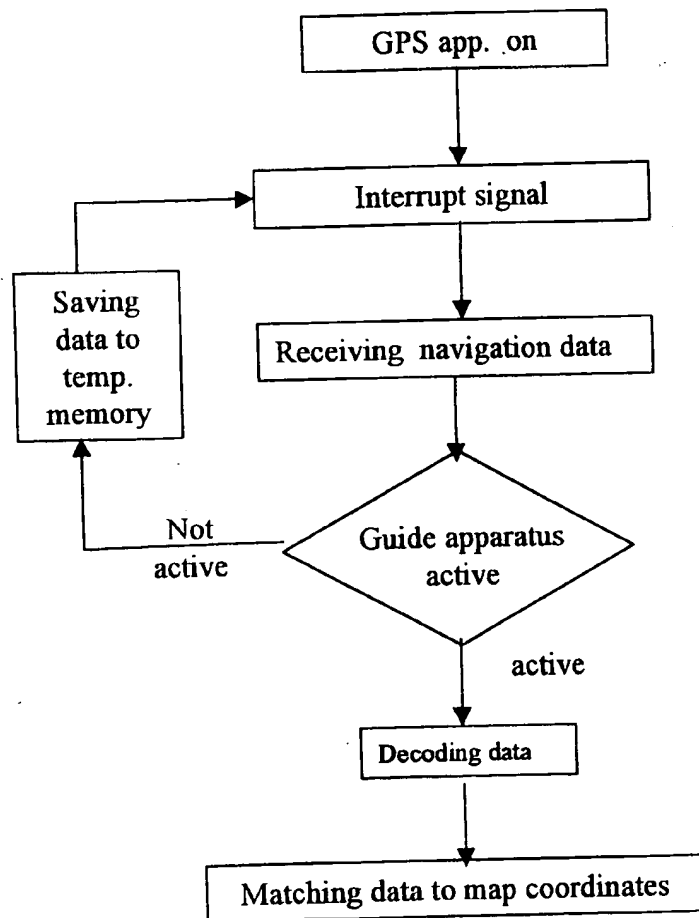 GPS app. on
Interrupt signal
Saving
data to
temp.
memory
Receiving navigation data
Not
active
Guide apparatus
active
active
Decoding data
Matching data to map coordinates